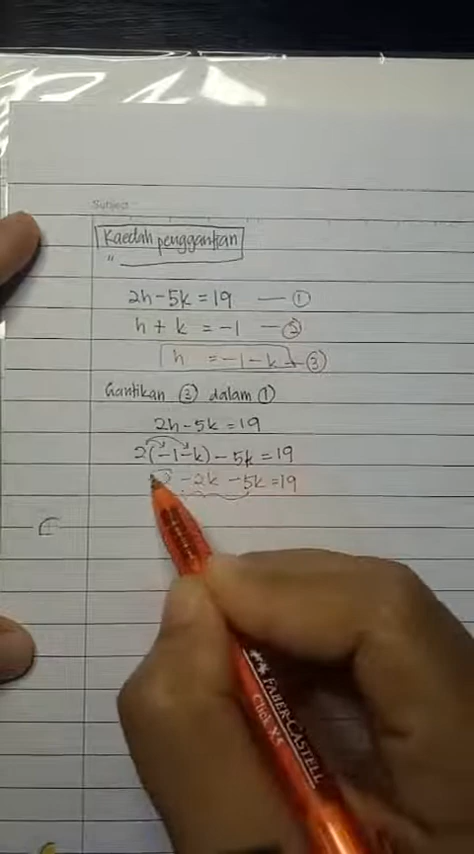 Subject
Kaedah penggantian
2h - 5k = 19 — ①
h + k = -1 — ②
h = -1 - k — ③
Gantikan ③ dalam ①
2h - 5k = 19
2(-1 - k) - 5k = 19
- 2k - 5k = 19
FABER-CASTELL
Click X5